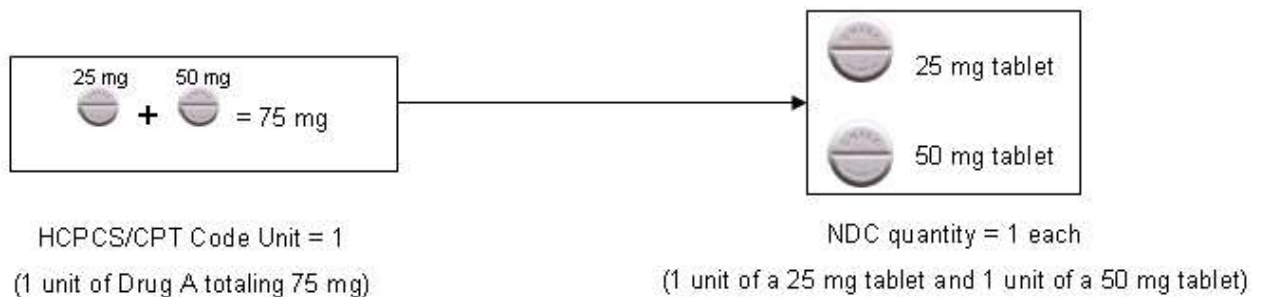 25 mg 50 mg
+ = 75 mg
HCPCS/CPT Code Unit = 1
(1 unit of Drug A totaling 75 mg)
25 mg tablet
50 mg tablet
NDC quantity = 1 each
(1 unit of a 25 mg tablet and 1 unit of a 50 mg tablet)